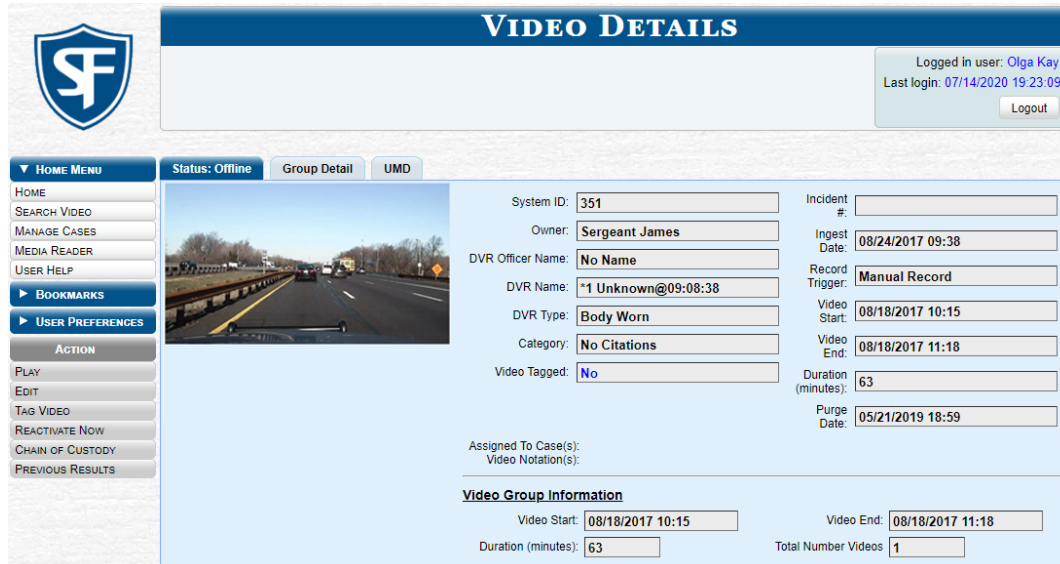 VIDEO DETAILS
SF
Logged in user: Olga Kay
Last login: 07/14/2020 19:23:09
Logout
HOME MENU
HOME
SEARCH VIDEO
MANAGE CASES
MEDIA READER
USER HELP
BOOKMARKS
USER PREFERENCES
ACTION
PLAY
EDIT
TAG VIDEO
REACTIVATE NOW
CHAIN OF CUSTODY
PREVIOUS RESULTS
Status: Offline Group Detail UMD
System ID: 351
Owner: Sergeant James
DVR Officer Name: No Name
DVR Name: *1 Unknown@09:08:38
DVR Type: Body Worn
Category: No Citations
Video Tagged: No
Incident
#:
Ingest
Date: 08/24/2017 09:38
Record
Trigger: Manual Record
Video
Start: 08/18/2017 10:15
Video
End: 08/18/2017 11:18
Duration
(minutes): 63
Purge
Date: 05/21/2019 18:59
Assigned To Case(s):
Video Notation(s):
Video Group Information
Video Start: 08/18/2017 10:15 Video End: 08/18/2017 11:18
Duration (minutes): 63 Total Number Videos 1